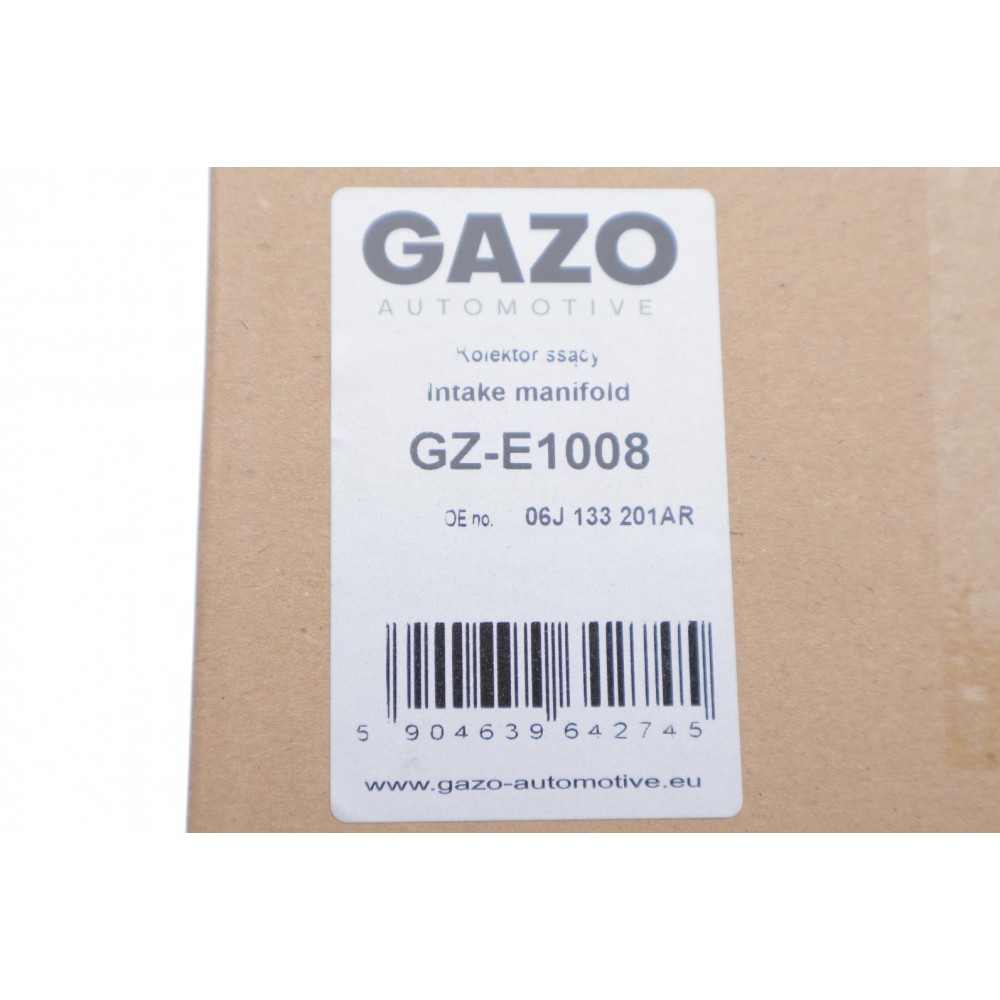 GAZO
AUTOMOTIVE
Kolektor ssący
Intake manifold
GZ-E1008
OE no. 06J 133 201AR
5 904639 642745
www.gazo-automotive.eu